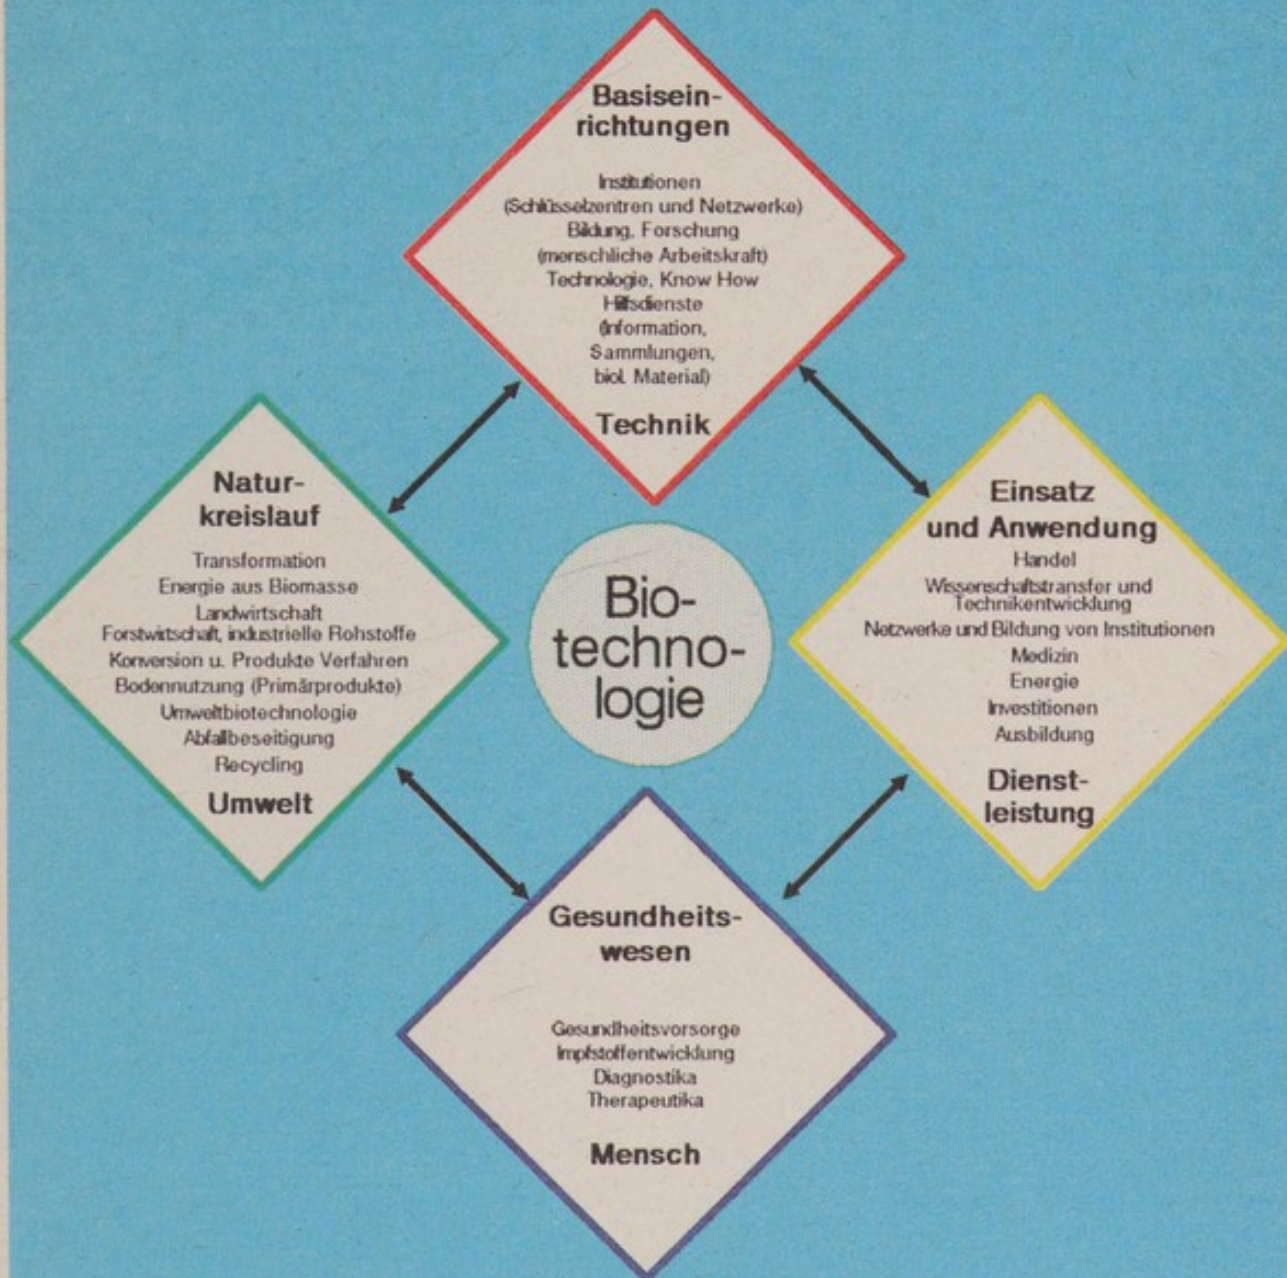 Basisein-
richtungen
Institutionen
(Schlüsselzentren und Netzwerke)
Bildung, Forschung
(menschliche Arbeitskraft)
Technologie, Know How
Hilfsdienste
(Information,
Sammlungen,
biol. Material)
Technik
Natur-
kreislauf
Transformation
Energie aus Biomasse
Landwirtschaft
Forstwirtschaft, industrielle Rohstoffe
Konversion u. Produkte Verfahren
Bodennutzung (Primärprodukte)
Umweltbiotechnologie
Abfallbeseitigung
Recycling
Umwelt
Bio-
techno-
logie
Einsatz
und Anwendung
Handel
Wissenschaftstransfer und
Technikentwicklung
Netzwerke und Bildung von Institutionen
Medizin
Energie
Investitionen
Ausbildung
Dienst-
leistung
Gesundheits-
wesen
Gesundheitsvorsorge
Impfstoffentwicklung
Diagnostika
Therapeutika
Mensch